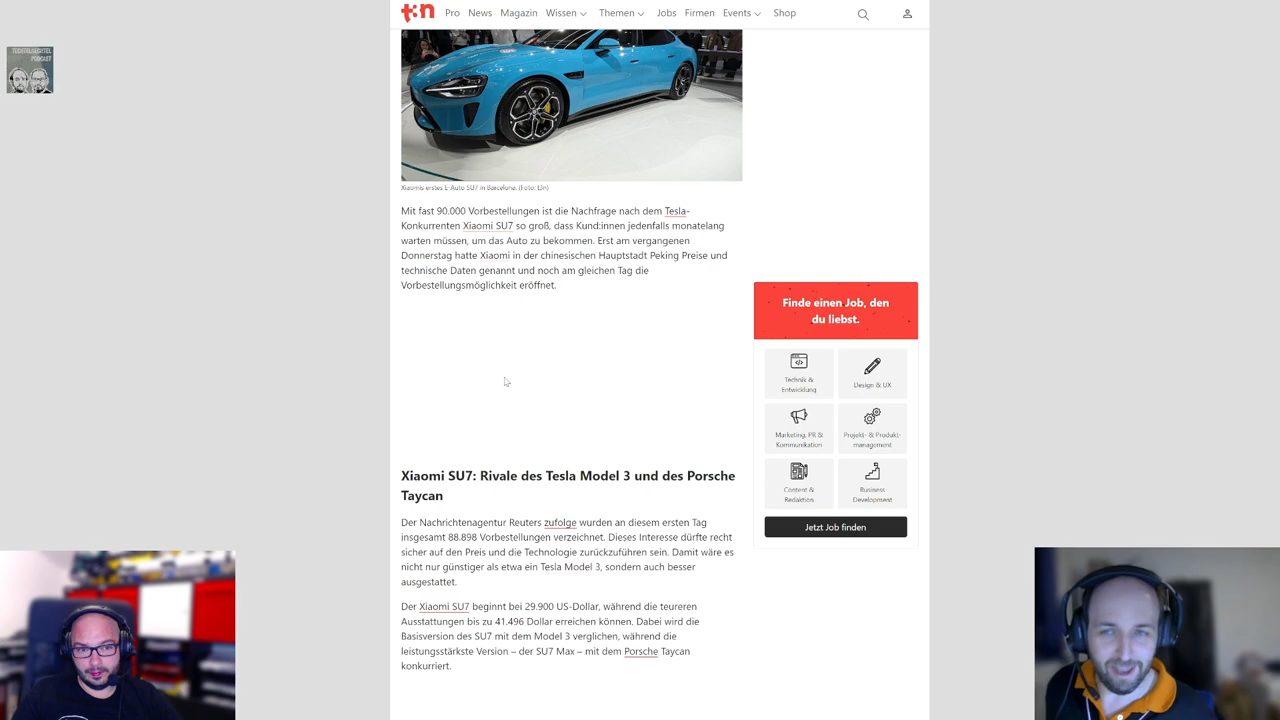 t3n Pro News Magazin Wissen Themen Jobs Firmen Events Shop
TECHTELMECHTEL
PODCAST
Xiaomis erstes E-Auto SU7 in Barcelona. (Foto: t3n)
Mit fast 90.000 Vorbestellungen ist die Nachfrage nach dem Tesla-
Konkurrenten Xiaomi SU7 so groß, dass Kund:innen jedenfalls monatelang
warten müssen, um das Auto zu bekommen. Erst am vergangenen
Donnerstag hatte Xiaomi in der chinesischen Hauptstadt Peking Preise und
technische Daten genannt und noch am gleichen Tag die
Vorbestellungsmöglichkeit eröffnet.
Finde einen Job, den
du liebst.
Technik &
Entwicklung
Design & UX
Marketing, PR &
Kommunikation
Projekt- & Produkt-
management
Content &
Redaktion
Business
Development
Jetzt Job finden
Xiaomi SU7: Rivale des Tesla Model 3 und des Porsche
Taycan
Der Nachrichtenagentur Reuters zufolge wurden an diesem ersten Tag
insgesamt 88.898 Vorbestellungen verzeichnet. Dieses Interesse dürfte recht
sicher auf den Preis und die Technologie zurückzuführen sein. Damit wäre es
nicht nur günstiger als etwa ein Tesla Model 3, sondern auch besser
ausgestattet.
Der Xiaomi SU7 beginnt bei 29.900 US-Dollar, während die teureren
Ausstattungen bis zu 41.496 Dollar erreichen können. Dabei wird die
Basisversion des SU7 mit dem Model 3 verglichen, während die
leistungsstärkste Version – der SU7 Max – mit dem Porsche Taycan
konkurriert.